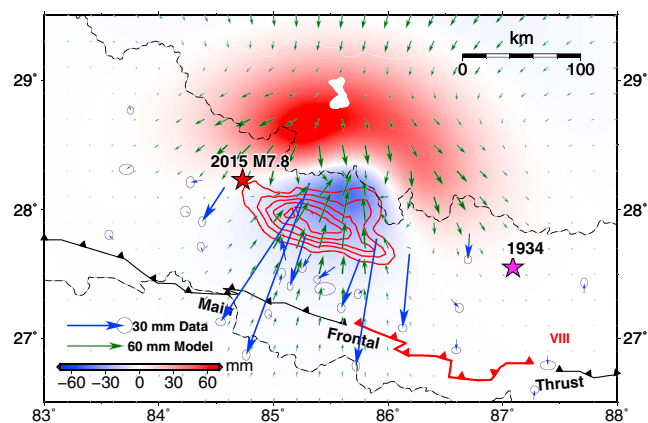 km
0 100
29°
29°
2015 M7.8
28°
28°
1934
Main
Frontal
VIII
Thrust
27°
27°
30 mm Data
60 mm Model
mm
−60 −30 0 30 60
83 84 85 86 87 88